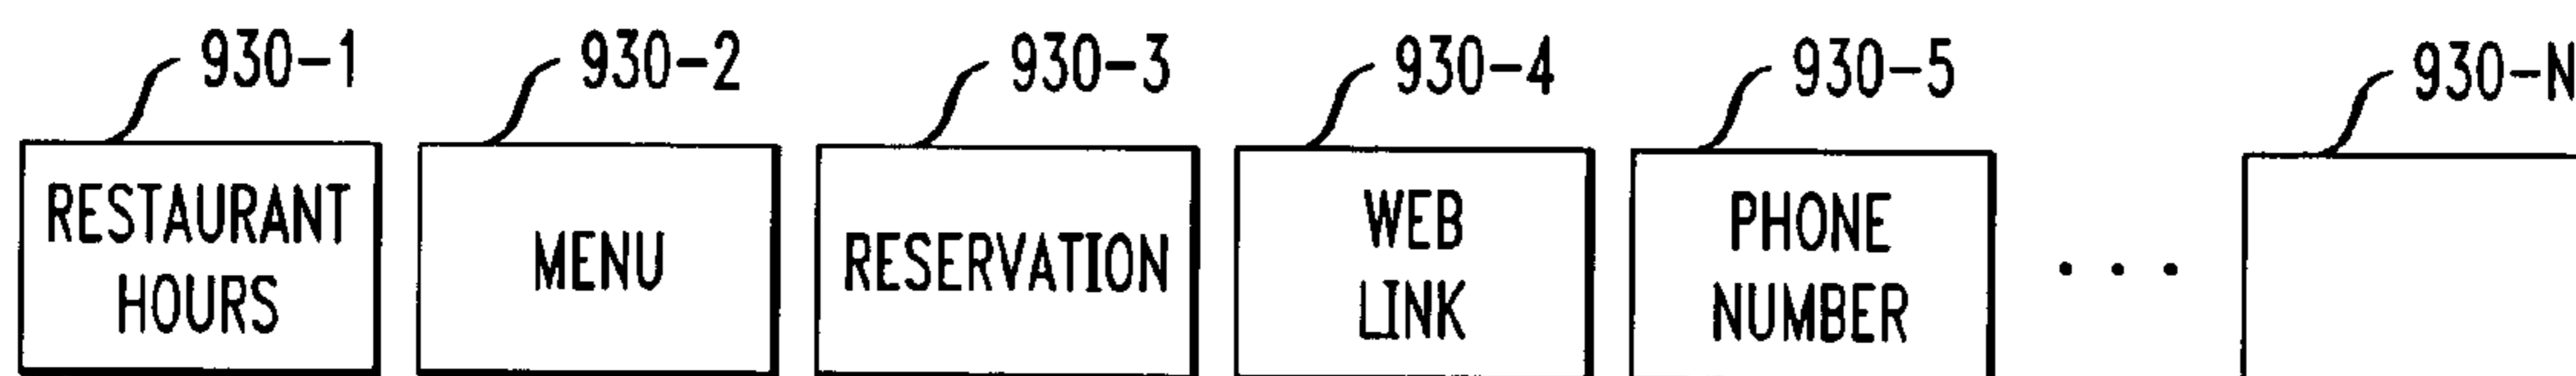 930-1 930-2 930-3 930-4 930-5 930-N
RESTAURANT HOURS
MENU
RESERVATION
WEB LINK
PHONE NUMBER
. . .